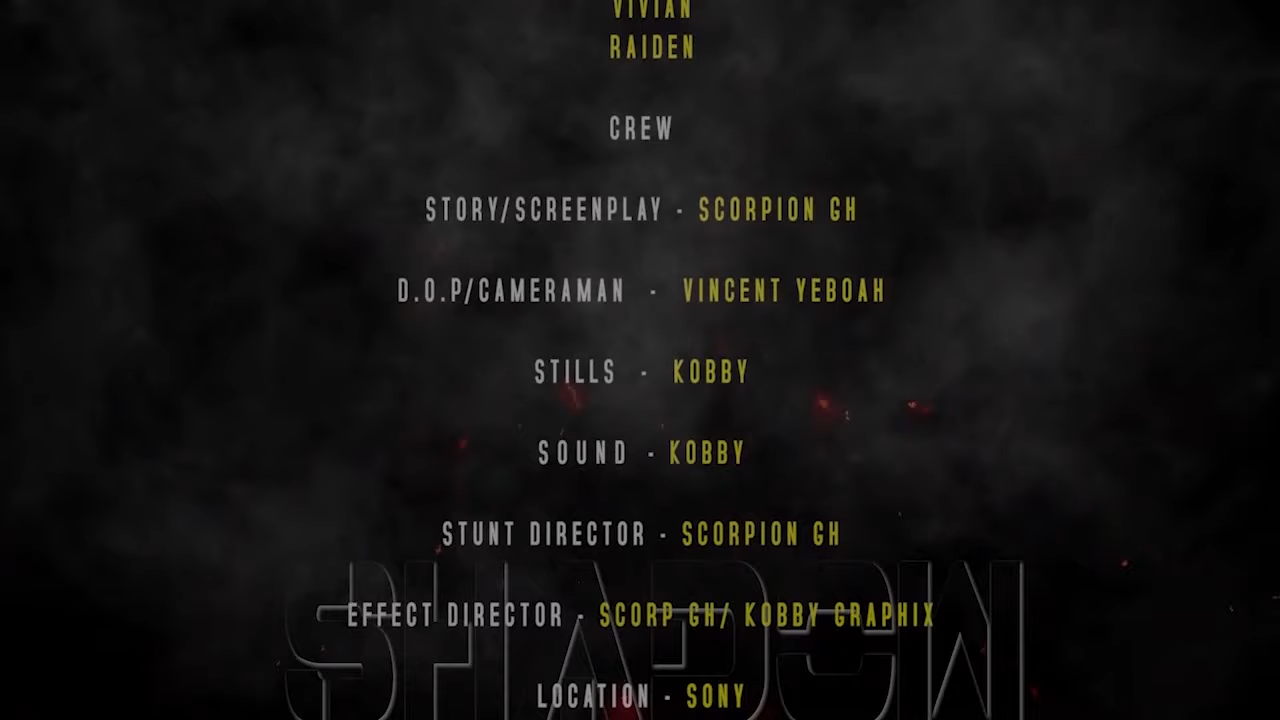 VIVIAN
RAIDEN
CREW
STORY/SCREENPLAY - SCORPION GH
D.O.P/CAMERAMAN - VINCENT YEBOAH
STILLS - KOBBY
SOUND - KOBBY
STUNT DIRECTOR - SCORPION GH
EFFECT DIRECTOR - SCORP GH/ KOBBY GRAPHIX
SHADOW
LOCATION - SONY